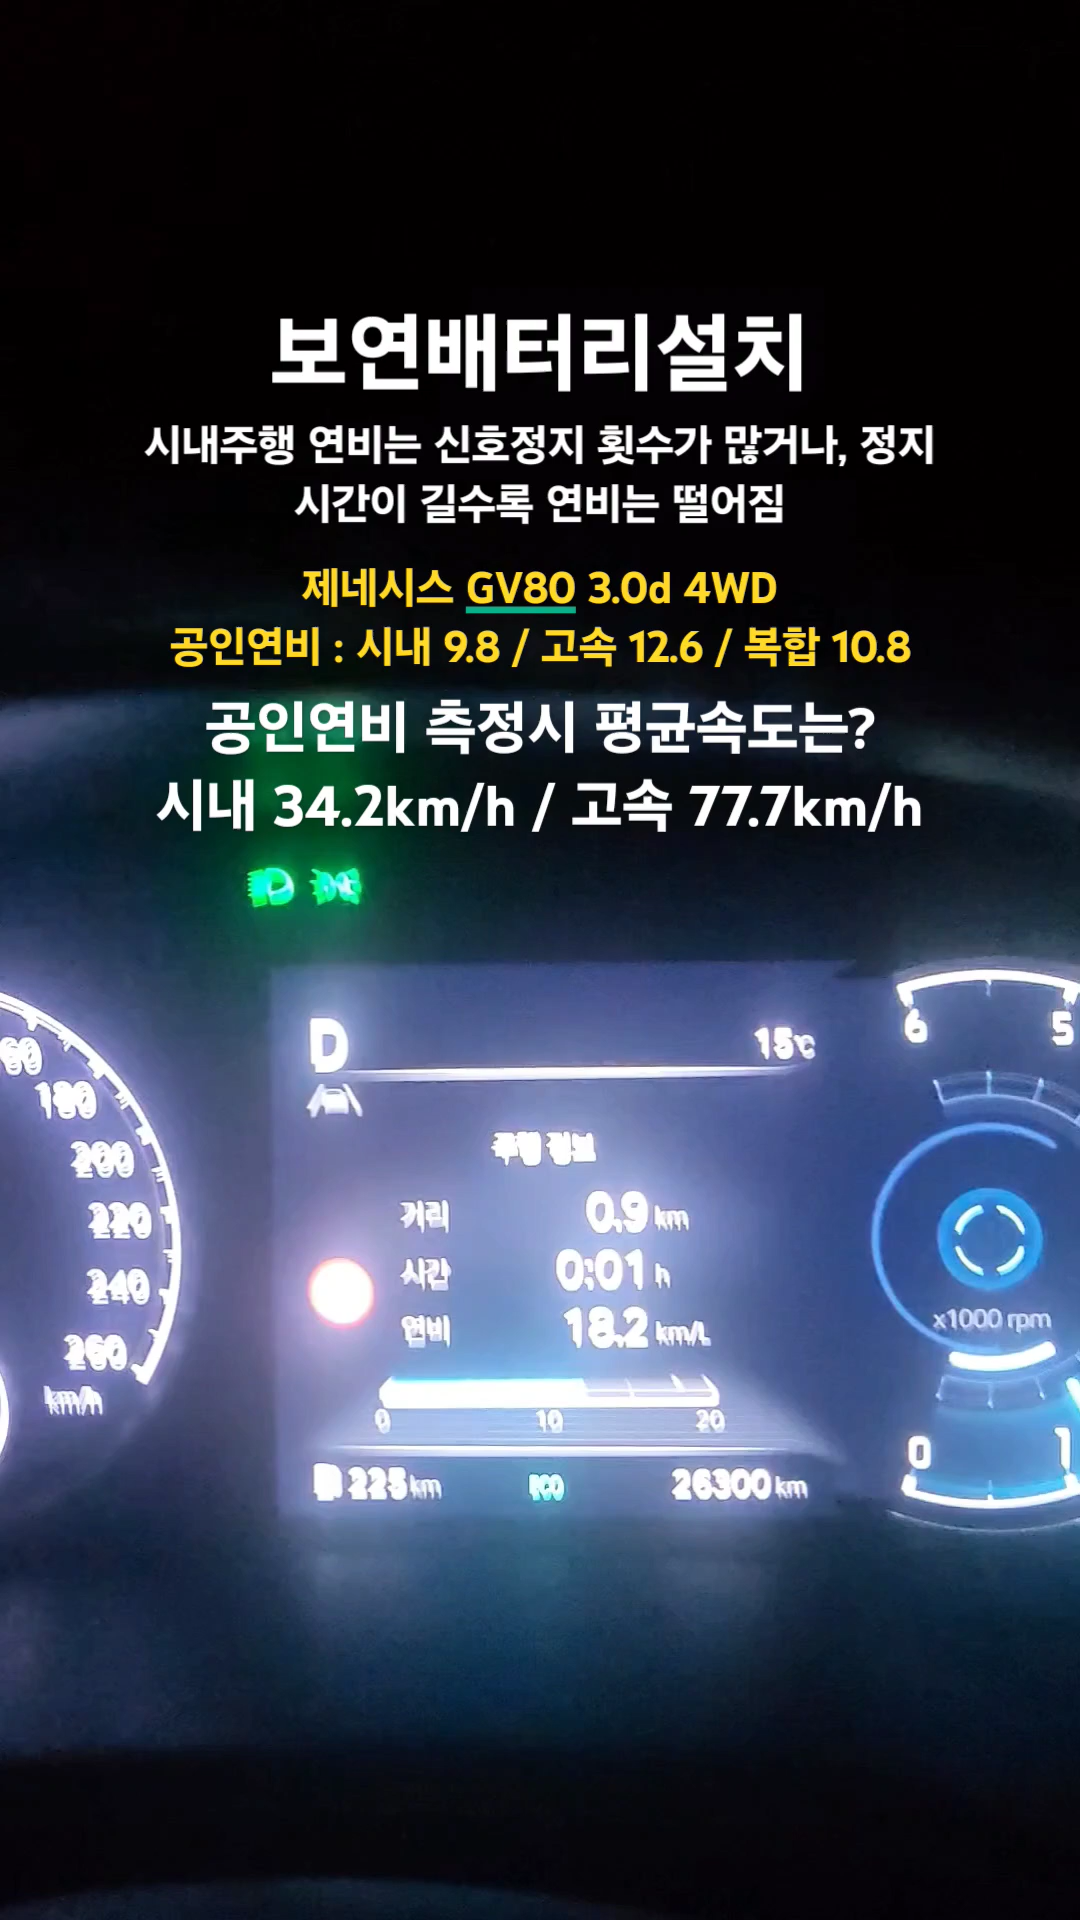 보연배터리설치
시내주행 연비는 신호정지 횟수가 많거나, 정지
시간이 길수록 연비는 떨어짐
제네시스 GV80 3.0d 4WD
공인연비 : 시내 9.8 / 고속 12.6 / 복합 10.8
공인연비 측정시 평균속도는?
시내 34.2km/h / 고속 77.7km/h
D 15℃
6 5
180
200
220
240
260
km/h
주행 정보
거리 0.9 km
시간 0:01 h
연비 18.2 km/L
0 10 20
225 km ECO 26300 km
x1000 rpm
0 1